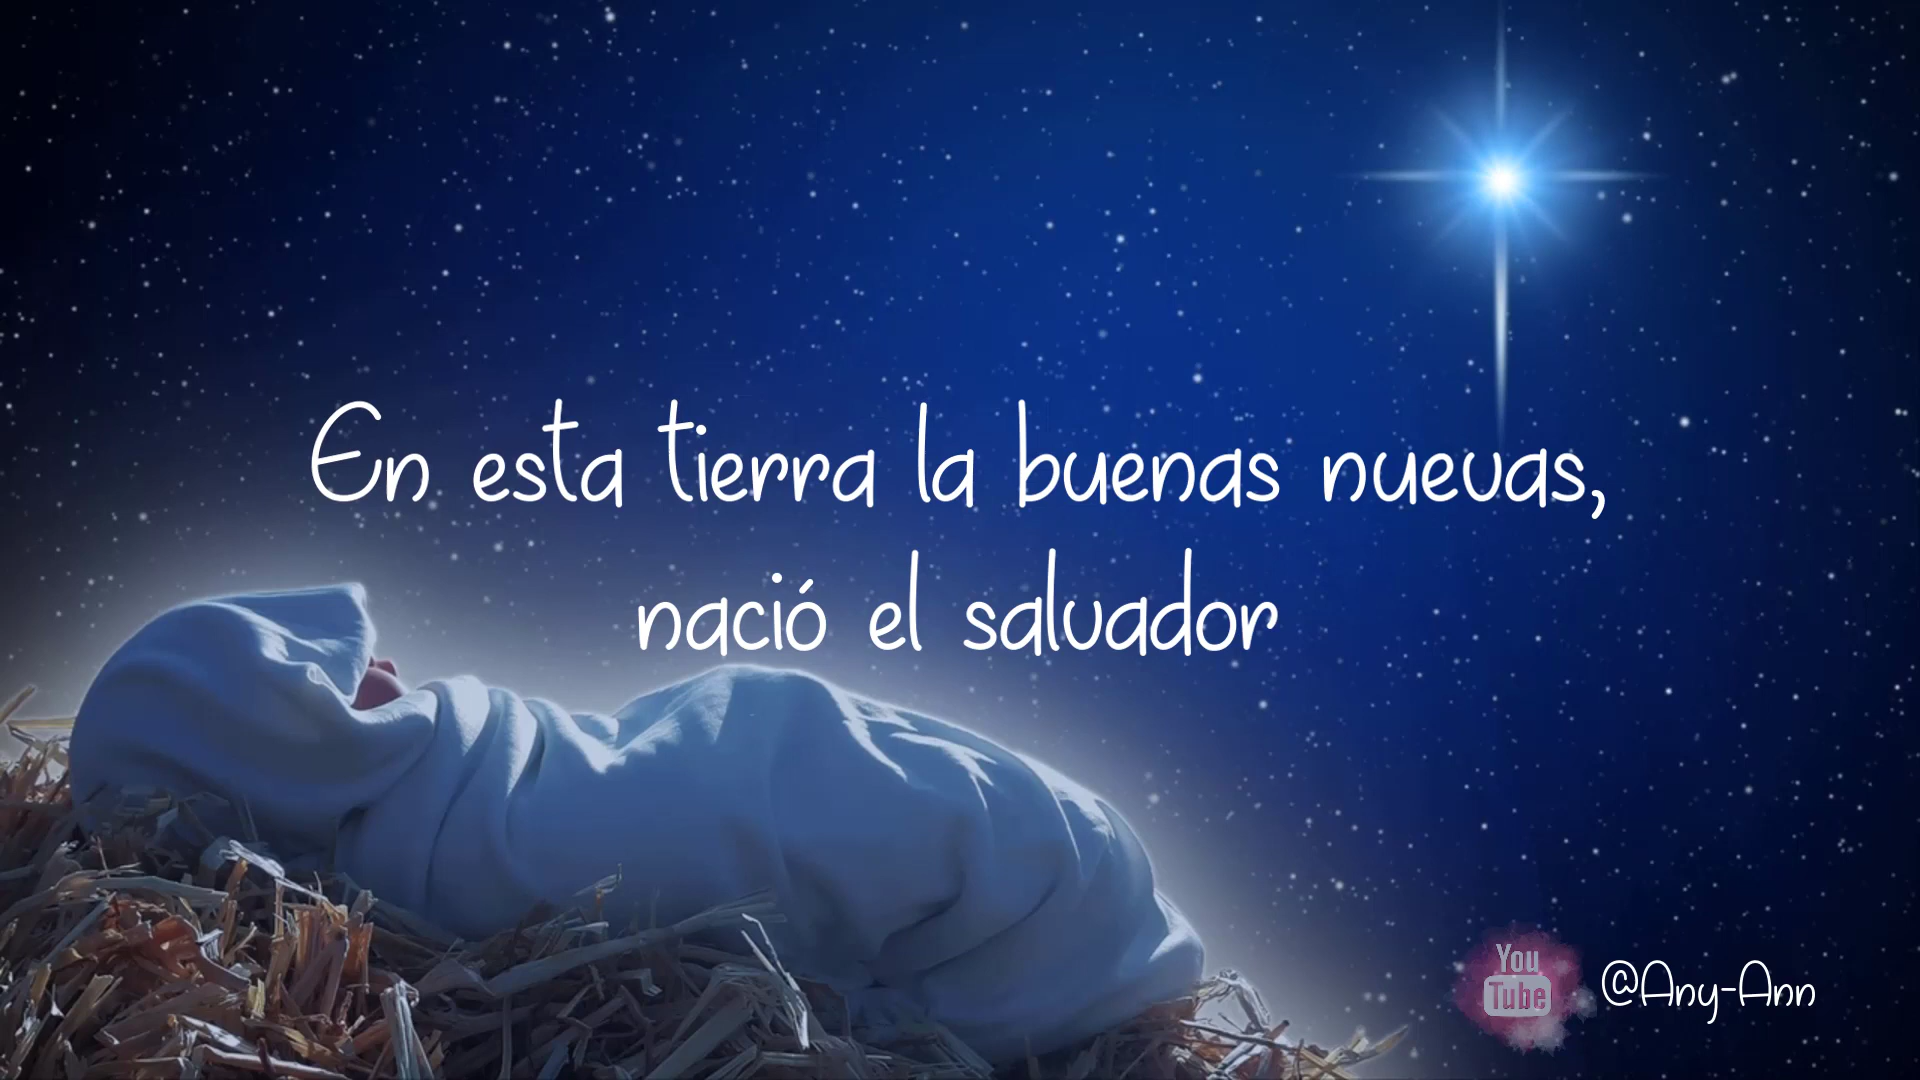 En esta tierra la buenas nuevas,
nació el salvador
You
Tube
@Any-Ann